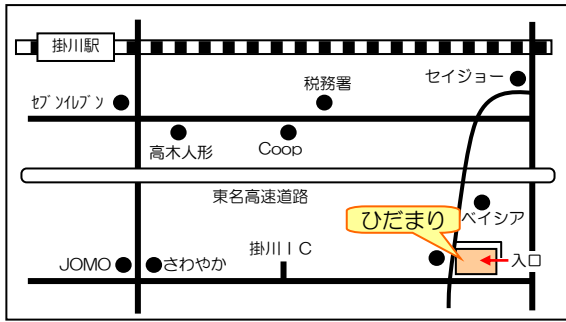 掛川駅
セイジョー
税務署
ｾﾌﾞﾝｲﾚﾌﾞﾝ
高木人形
Coop
東名高速道路
ひだまり
ベイシア
掛川ＩＣ
JOMO
さわやか
入口